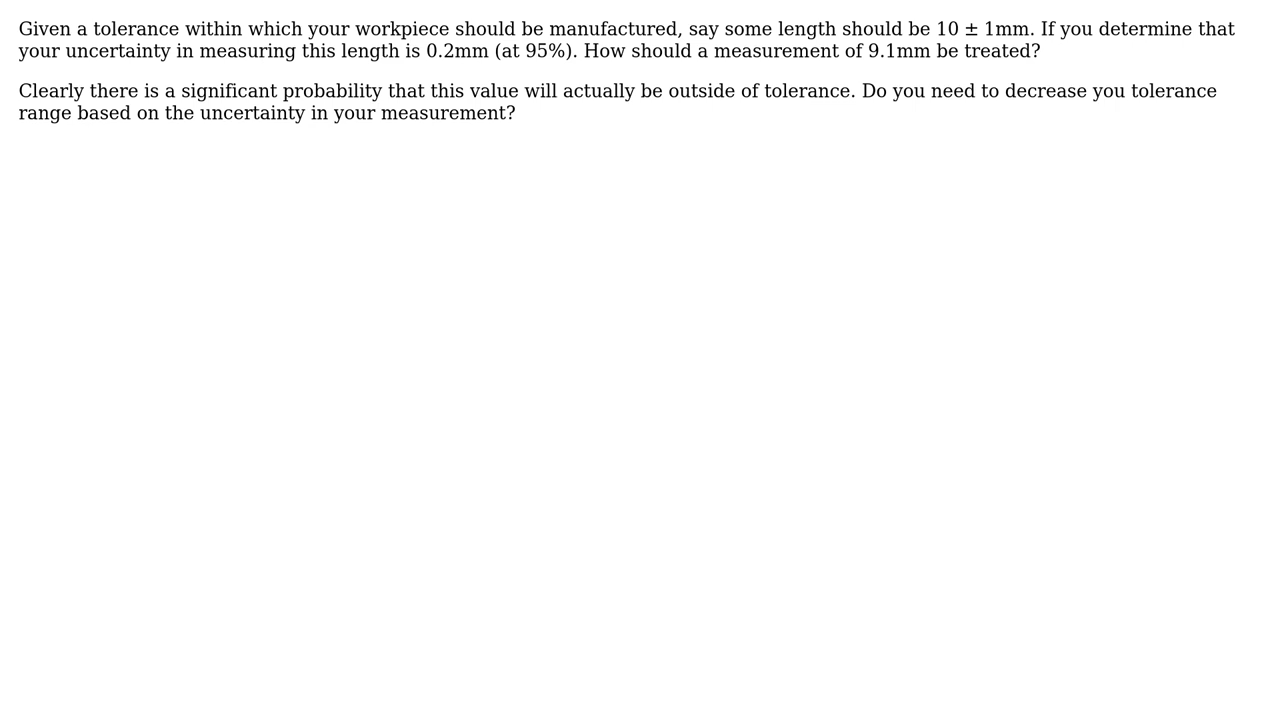 Given a tolerance within which your workpiece should be manufactured, say some length should be 10 ± 1mm. If you determine that
your uncertainty in measuring this length is 0.2mm (at 95%). How should a measurement of 9.1mm be treated?
Clearly there is a significant probability that this value will actually be outside of tolerance. Do you need to decrease you tolerance
range based on the uncertainty in your measurement?